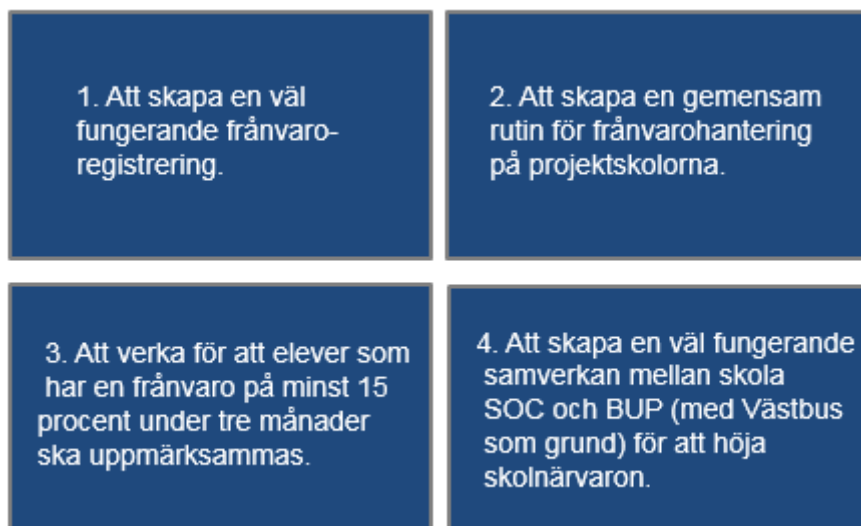 1. Att skapa en väl
fungerande frånvaro-
registrering.
2. Att skapa en gemensam
rutin för frånvarohantering
på projektskolorna.
3. Att verka för att elever som
har en frånvaro på minst 15
procent under tre månader
ska uppmärksammas.
4. Att skapa en väl fungerande
samverkan mellan skola
SOC och BUP (med Västbus
som grund) för att höja
skolnärvaron.